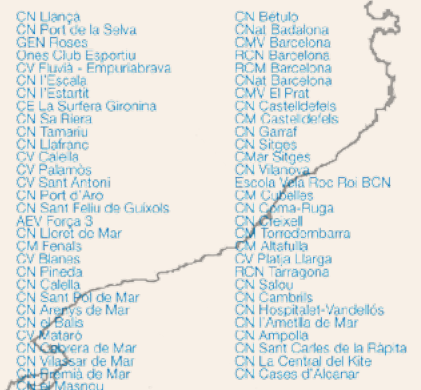 CN Llançà
CN Port de la Selva
GEN Roses
Ones Club Esportiu
CV Fluvià - Empuriabrava
CN l'Escala
CN l'Estartit
CE La Surfera Gironina
CN Sa Riera
CN Tamariu
CN Llafranc
CV Calella
CV Palamós
CV Sant Antoni
CN Port d'Aro
CN Sant Feliu de Guíxols
AEV Força 3
CN Lloret de Mar
CM Fenals
CV Blanes
CN Pineda
CN Calella
CN Sant Pol de Mar
CN Arenys de Mar
CN el Balís
CV Mataró
CN Cabrera de Mar
CN Vilassar de Mar
CN Premià de Mar
CN el Masnou
CN Bétulo
CNat Badalona
CMV Barcelona
RCN Barcelona
RCM Barcelona
CNat Barcelona
CMV El Prat
CN Castelldefels
CM Castelldefels
CN Garraf
CN Sitges
CMar Sitges
CN Vilanova
Escola Vela Roc Roi BCN
CM Cubelles
CN Coma-Ruga
CN Creixell
CM Torredembarra
CM Altafulla
CV Platja Llarga
RCN Tarragona
CN Salou
CN Cambrils
CN Hospitalet-Vandellós
CN l'Ametlla de Mar
CN Ampolla
CN Sant Carles de la Ràpita
CN La Central del Kite
CN Cases d'Alcanar